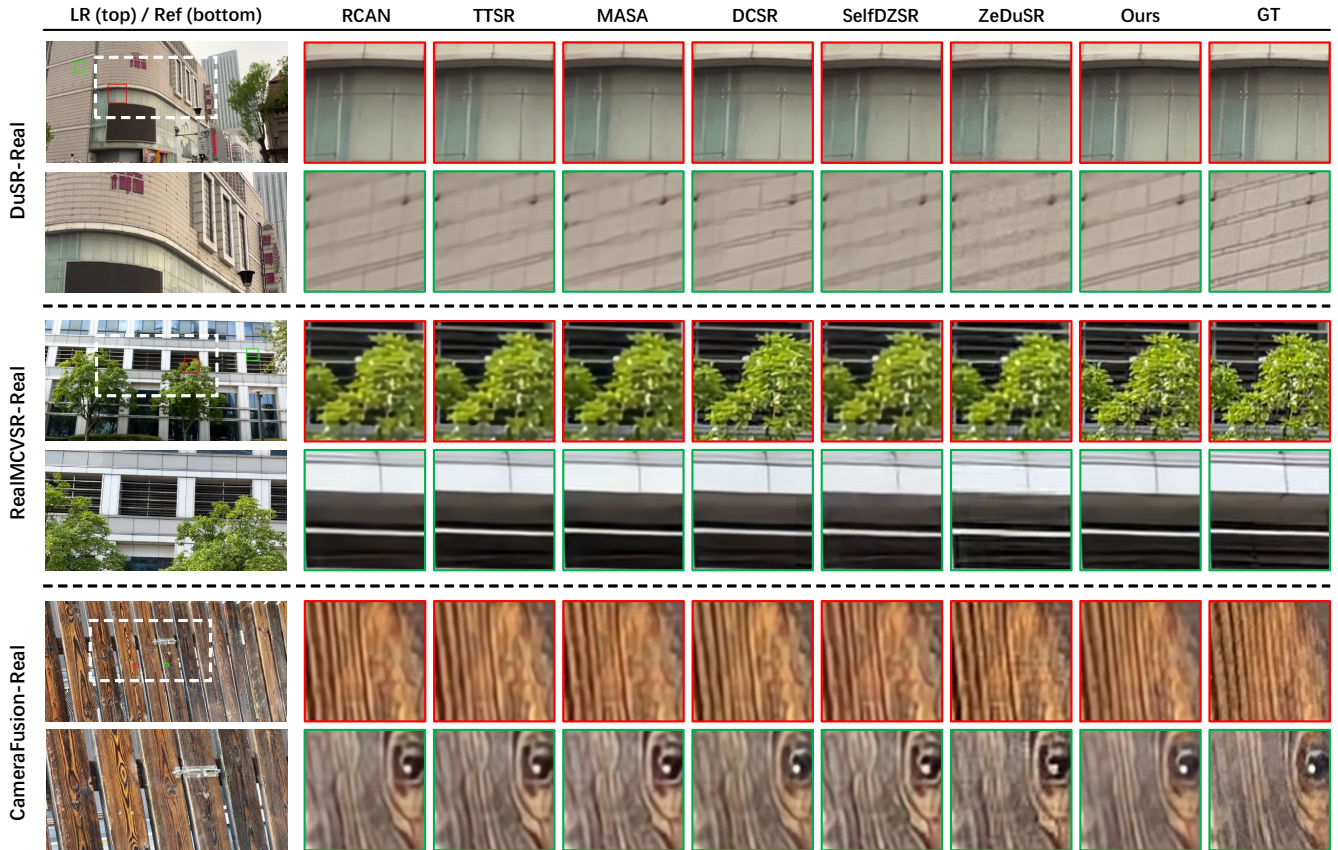 LR (top) / Ref (bottom) RCAN TTSR MASA DCSR SelfDZSR ZeDuSR Ours GT
DuSR-Real
RealMCVSR-Real
CameraFusion-Real